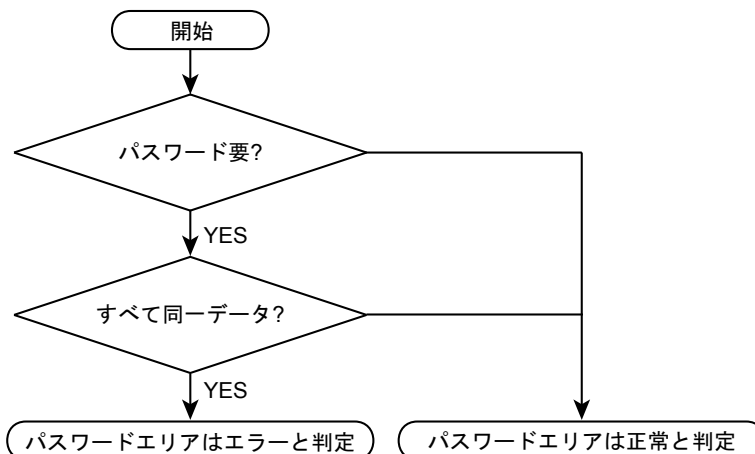 開始
パスワード要?
YES
すべて同一データ?
YES
パスワードエリアはエラーと判定
パスワードエリアは正常と判定